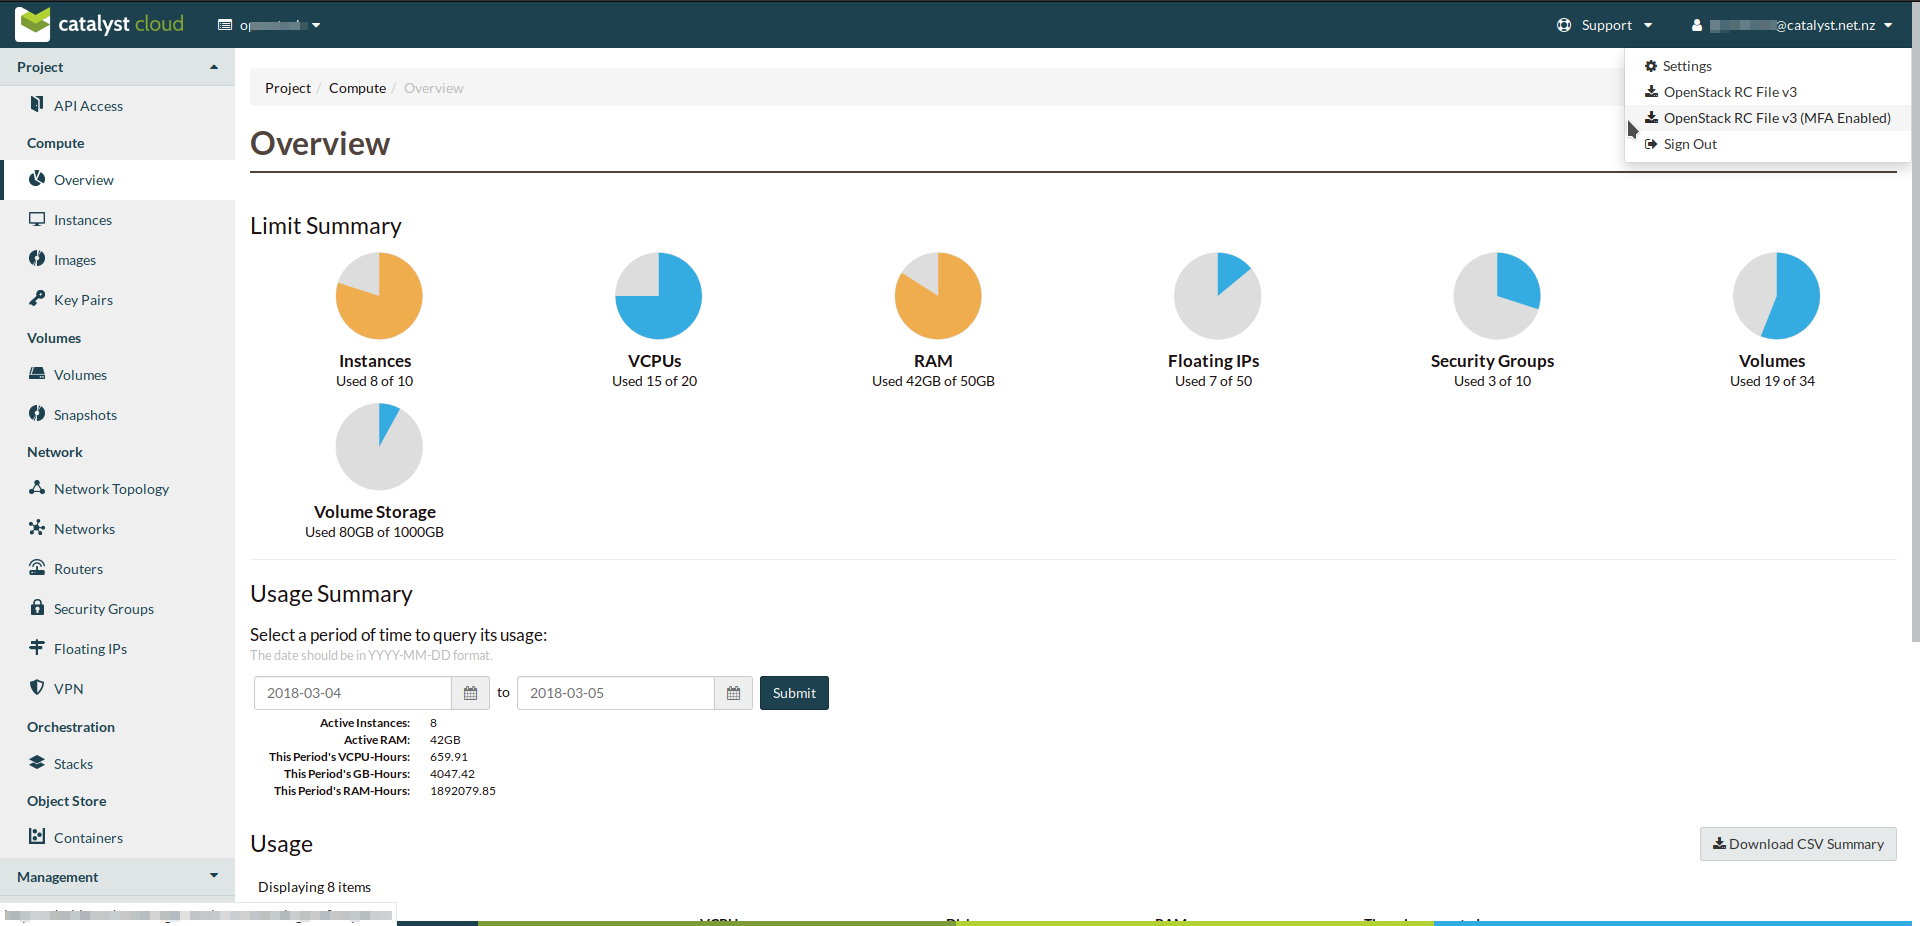 catalyst cloud
Support
@catalyst.net.nz
Settings
OpenStack RC File v3
OpenStack RC File v3 (MFA Enabled)
Sign Out
Project
API Access
Compute
Overview
Instances
Images
Key Pairs
Volumes
Volumes
Snapshots
Network
Network Topology
Networks
Routers
Security Groups
Floating IPs
VPN
Orchestration
Stacks
Object Store
Containers
Management
Project / Compute / Overview
Overview
Limit Summary
Instances
Used 8 of 10
VCPUs
Used 15 of 20
RAM
Used 42GB of 50GB
Floating IPs
Used 7 of 50
Security Groups
Used 3 of 10
Volumes
Used 19 of 34
Volume Storage
Used 80GB of 1000GB
Usage Summary
Select a period of time to query its usage:
The date should be in YYYY-MM-DD format.
2018-03-04 to 2018-03-05 Submit
Active Instances: 8
Active RAM: 42GB
This Period's VCPU-Hours: 659.91
This Period's GB-Hours: 4047.42
This Period's RAM-Hours: 1892079.85
Usage
Download CSV Summary
Displaying 8 items